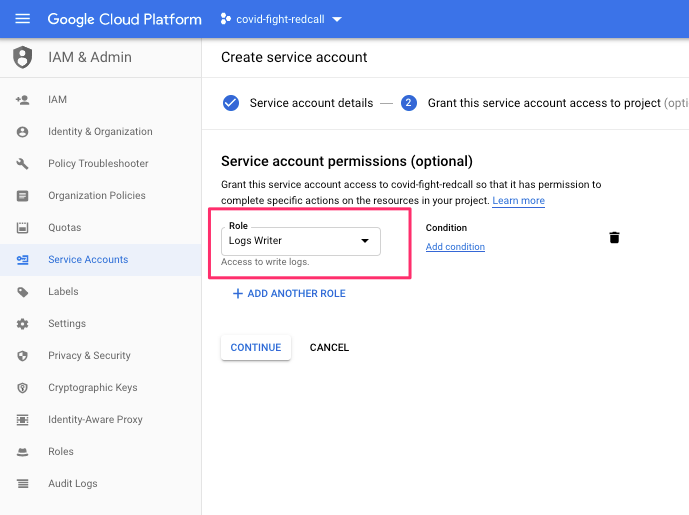 Google Cloud Platform
covid-fight-redcall
IAM & Admin
IAM
Identity & Organization
Policy Troubleshooter
Organization Policies
Quotas
Service Accounts
Labels
Settings
Privacy & Security
Cryptographic Keys
Identity-Aware Proxy
Roles
Audit Logs
Create service account
Service account details
2
Grant this service account access to project (opti
Service account permissions (optional)
Grant this service account access to covid-fight-redcall so that it has permission to
complete specific actions on the resources in your project. Learn more
Role
Logs Writer
Access to write logs.
Condition
Add condition
ADD ANOTHER ROLE
CONTINUE
CANCEL